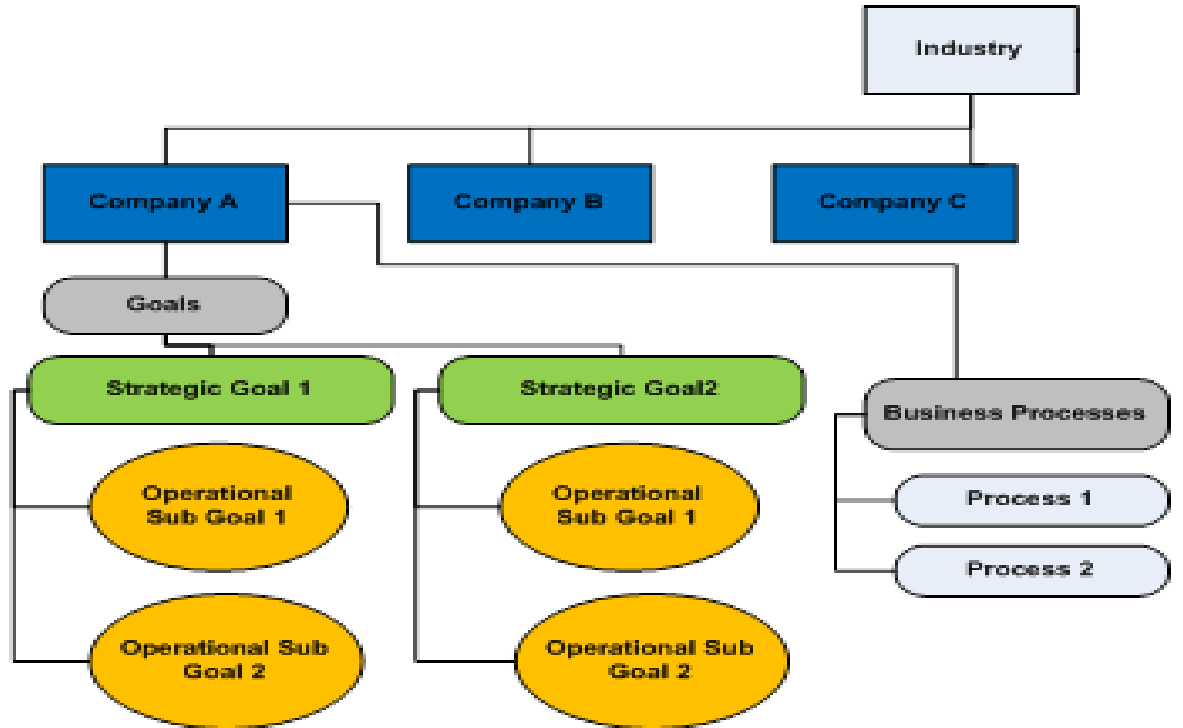 Industry
Company A
Company B
Company C
Goals
Strategic Goal 1
Strategic Goal2
Business Processes
Operational
Sub Goal 1
Operational
Sub Goal 1
Process 1
Process 2
Operational Sub
Goal 2
Operational Sub
Goal 2